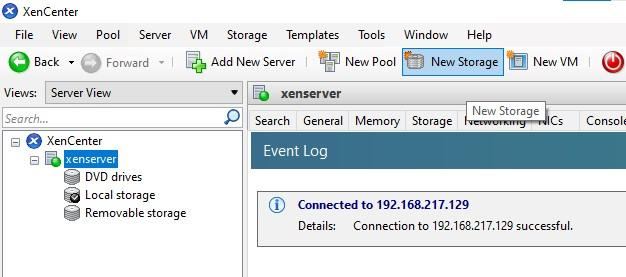 XenCenter
File View Pool Server VM Storage Templates Tools Window Help
Back Forward Add New Server New Pool New Storage New VM
Views: Server View
xenserver
New Storage
Search...
Search General Memory Storage Networking NICs Console
XenCenter
xenserver
DVD drives
Local storage
Removable storage
Event Log
Connected to 192.168.217.129
Details: Connection to 192.168.217.129 successful.